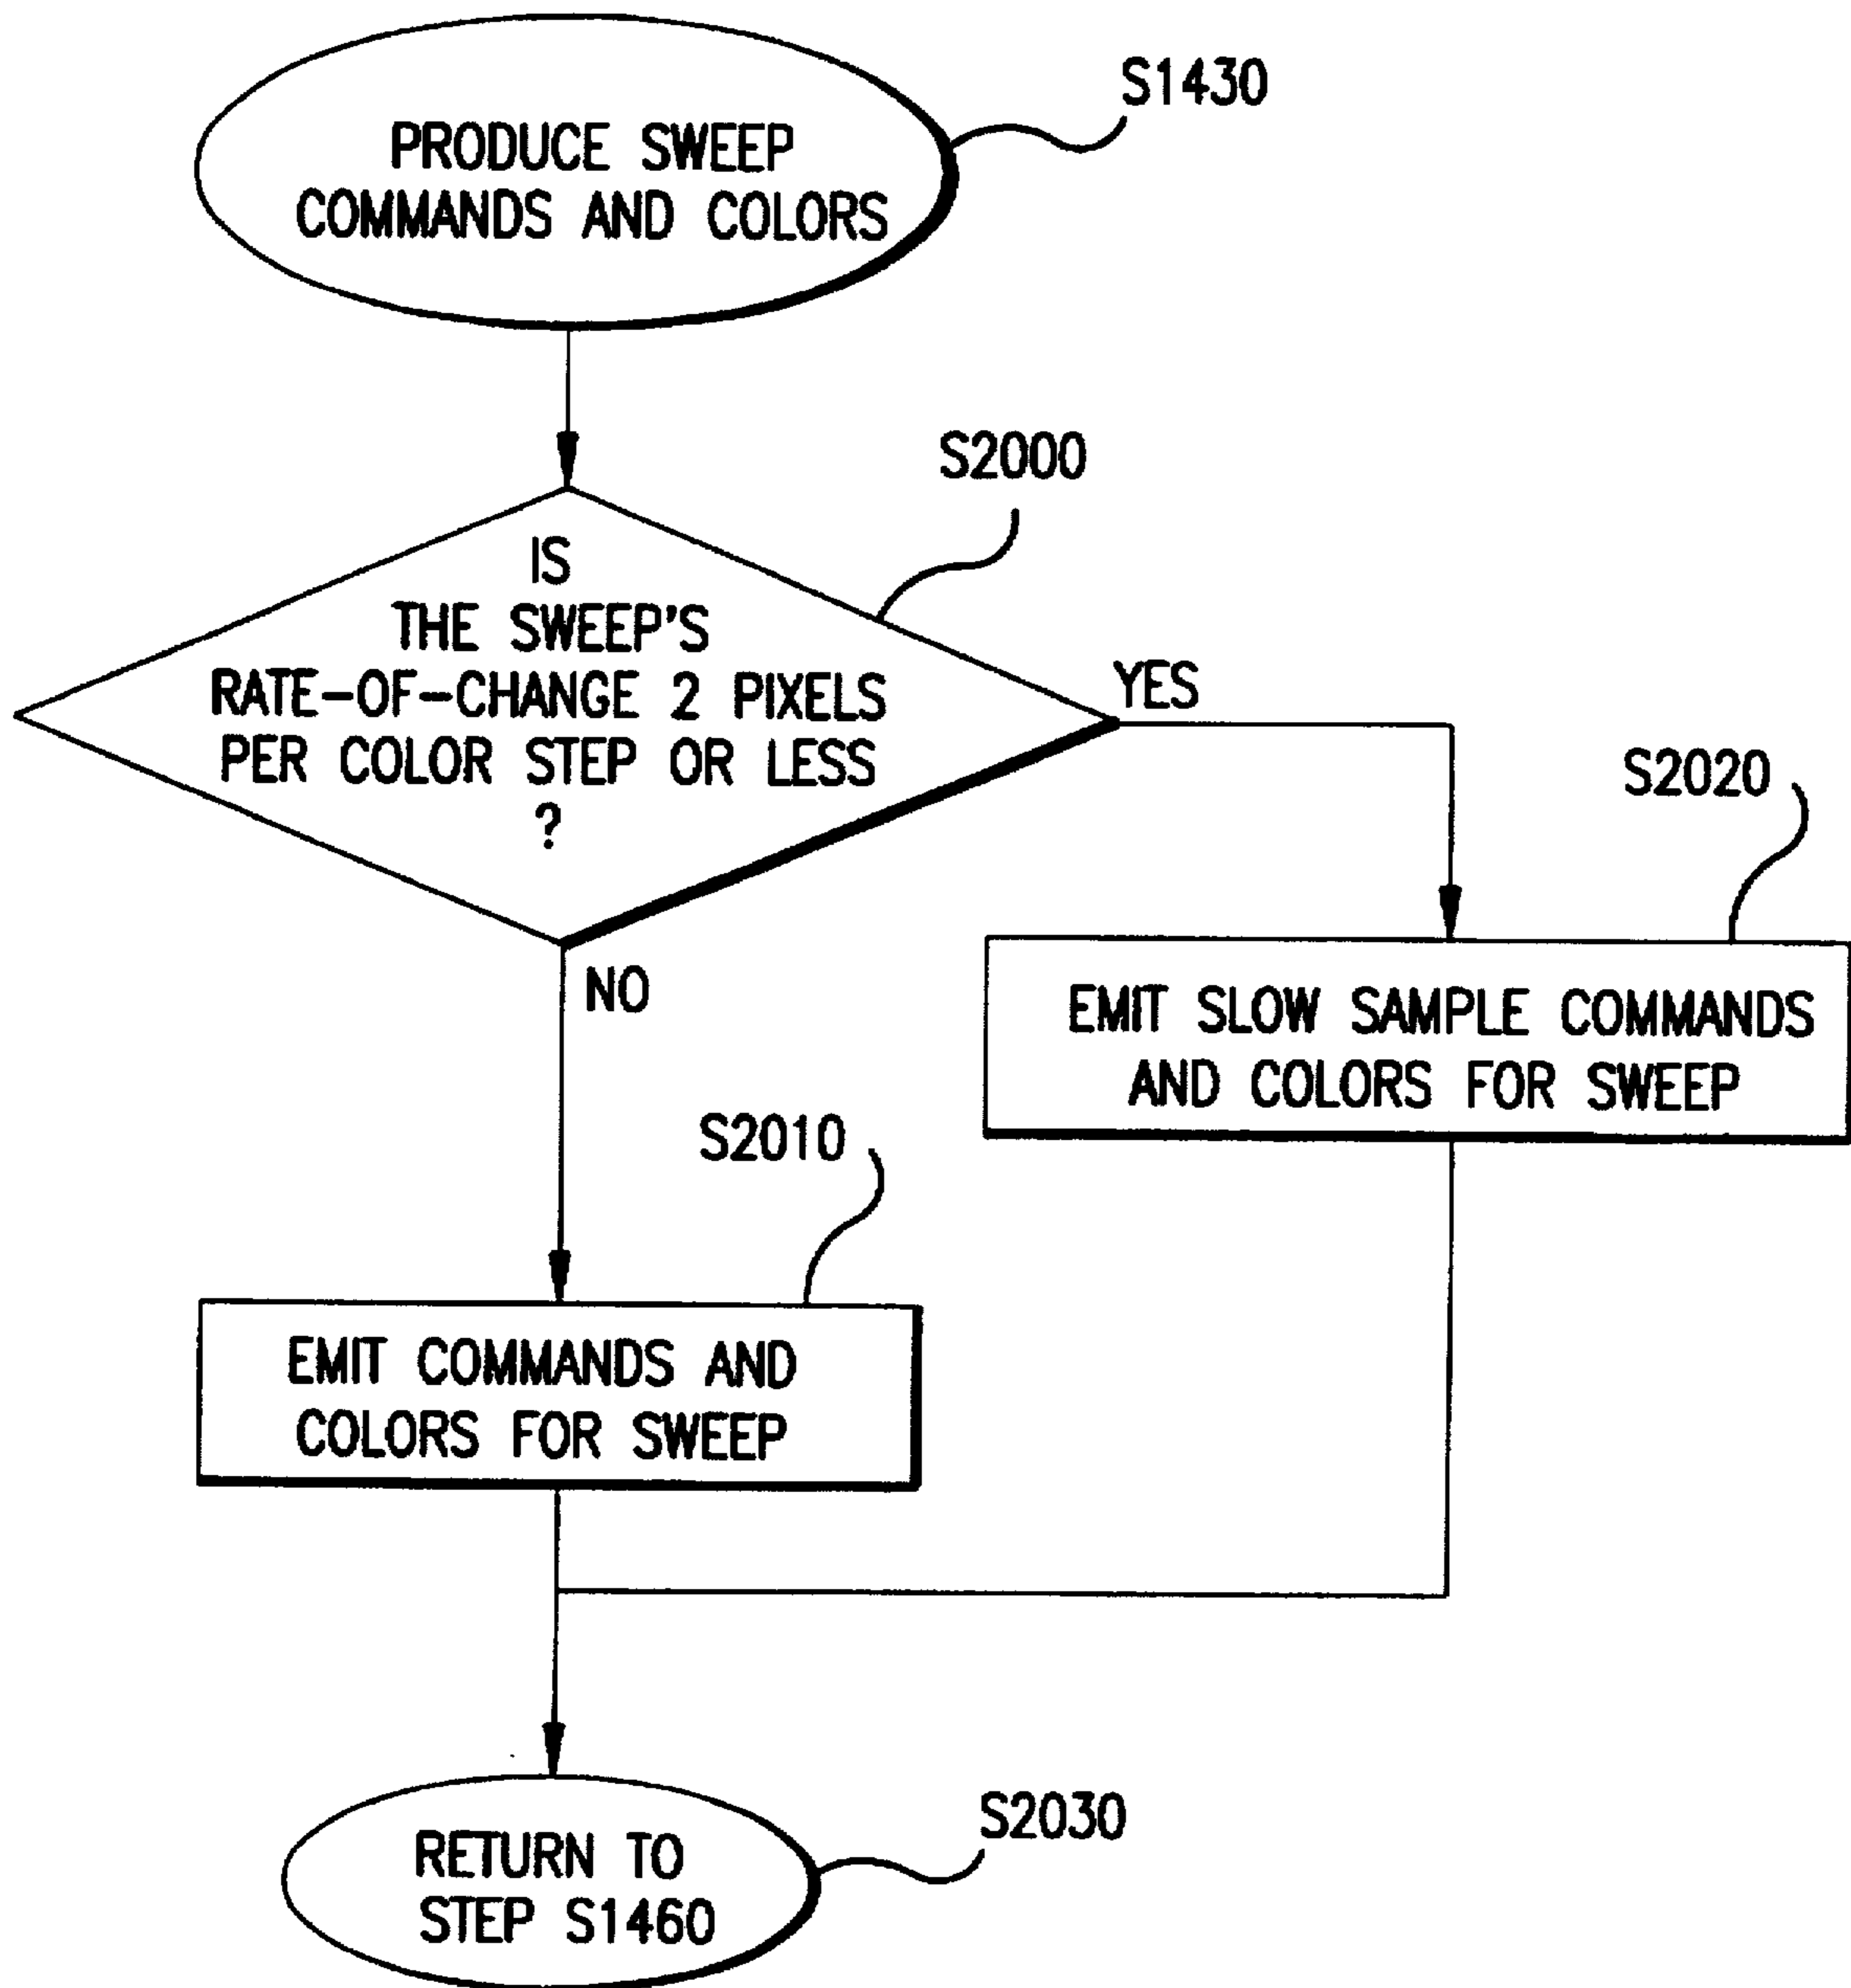 PRODUCE SWEEP
COMMANDS AND COLORS
S1430
S2000
IS
THE SWEEP'S
RATE-OF-CHANGE 2 PIXELS
PER COLOR STEP OR LESS
?
YES
NO
S2020
EMIT SLOW SAMPLE COMMANDS
AND COLORS FOR SWEEP
S2010
EMIT COMMANDS AND
COLORS FOR SWEEP
S2030
RETURN TO
STEP S1460